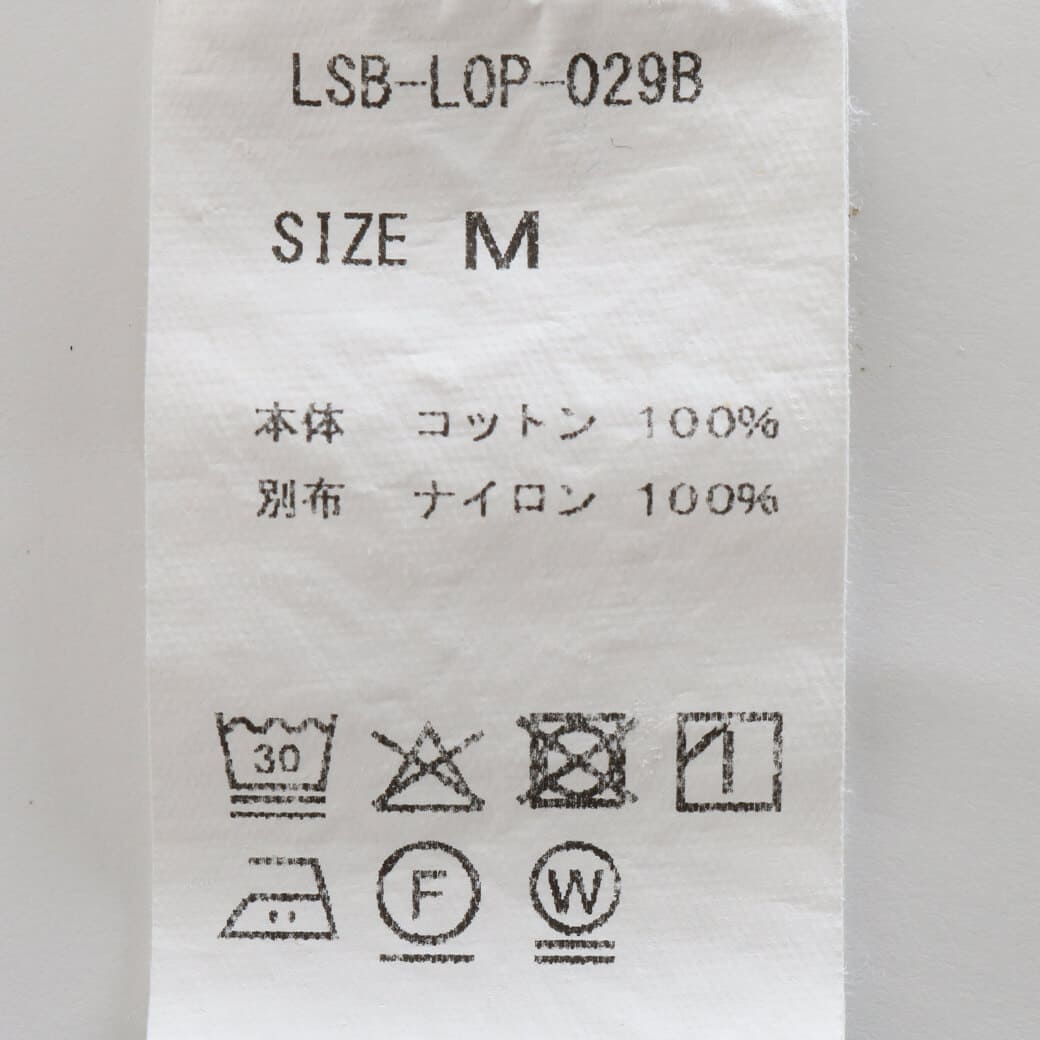 LSB-LOP-029B
SIZE M
本体 コットン 100%
別布 ナイロン 100%
30
F W